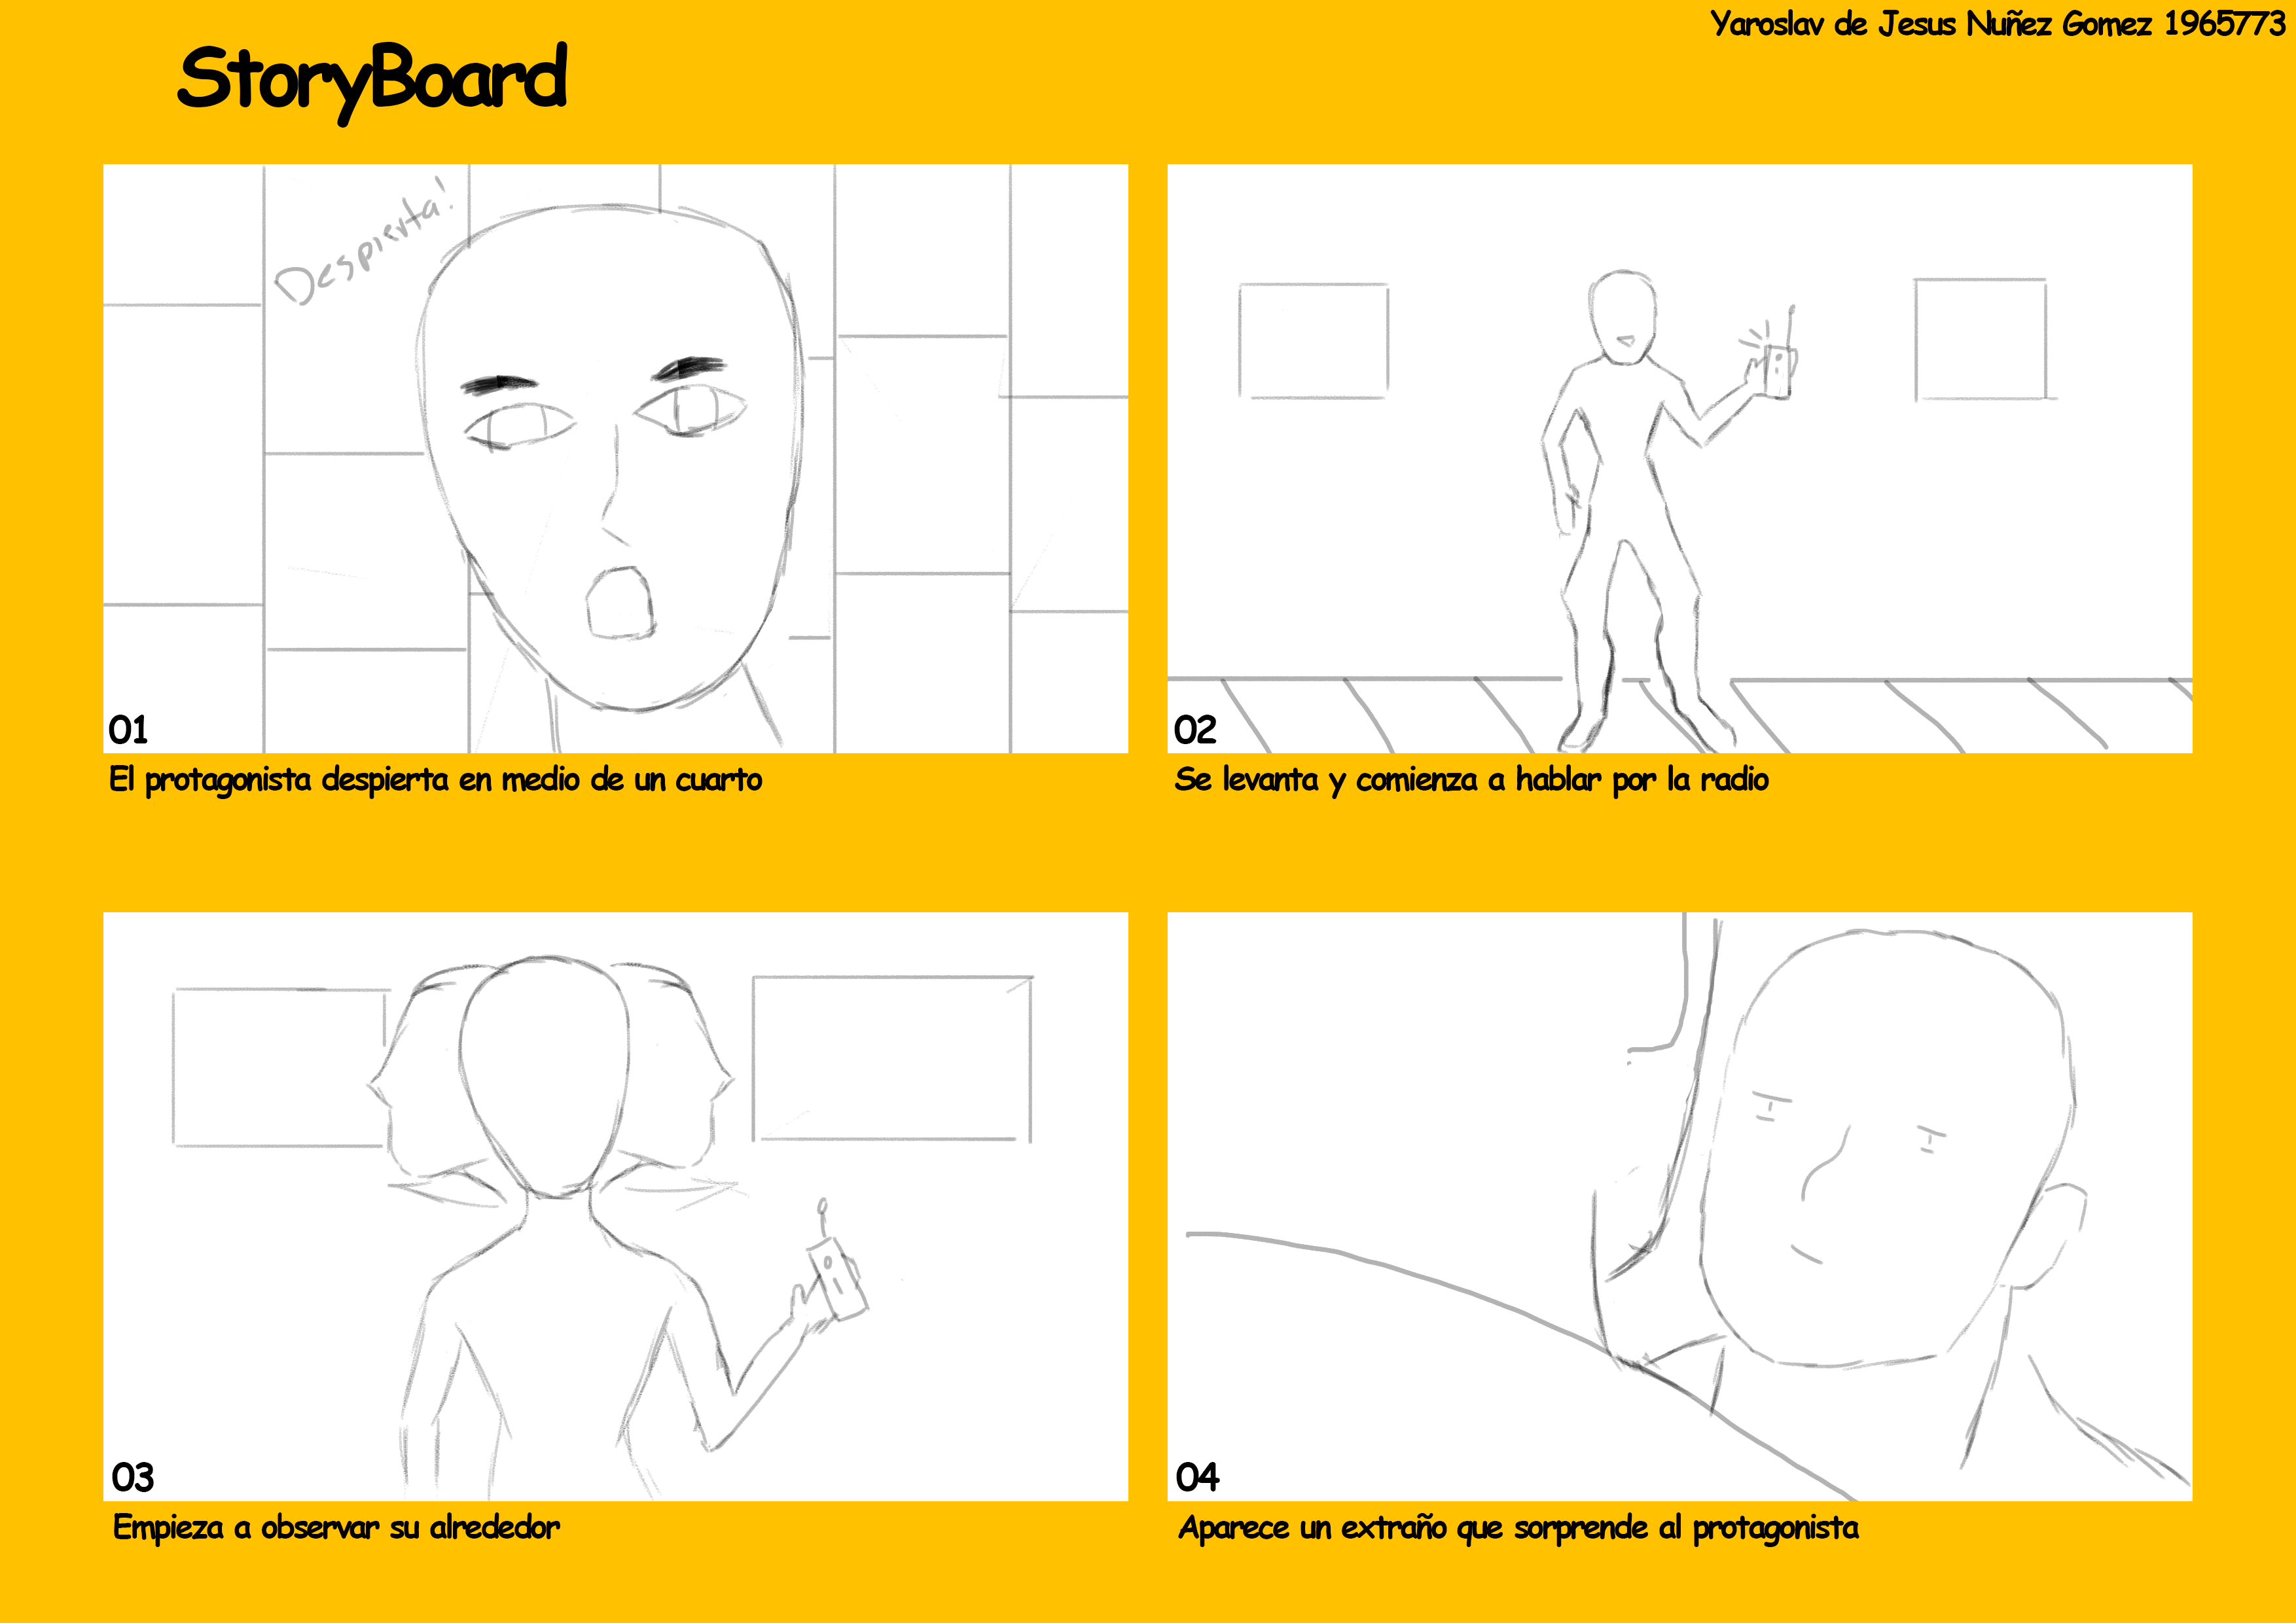 Yaroslav de Jesus Nuñez Gomez 1965773
StoryBoard
Despierta!
01
El protagonista despierta en medio de un cuarto
02
Se levanta y comienza a hablar por la radio
03
Empieza a observar su alrededor
04
Aparece un extraño que sorprende al protagonista